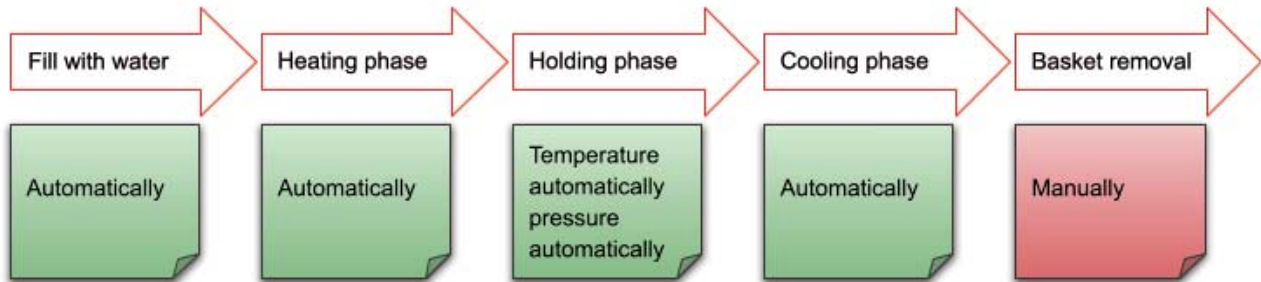 Fill with water
Heating phase
Holding phase
Cooling phase
Basket removal
Automatically
Automatically
Temperature
automatically
pressure
automatically
Automatically
Manually